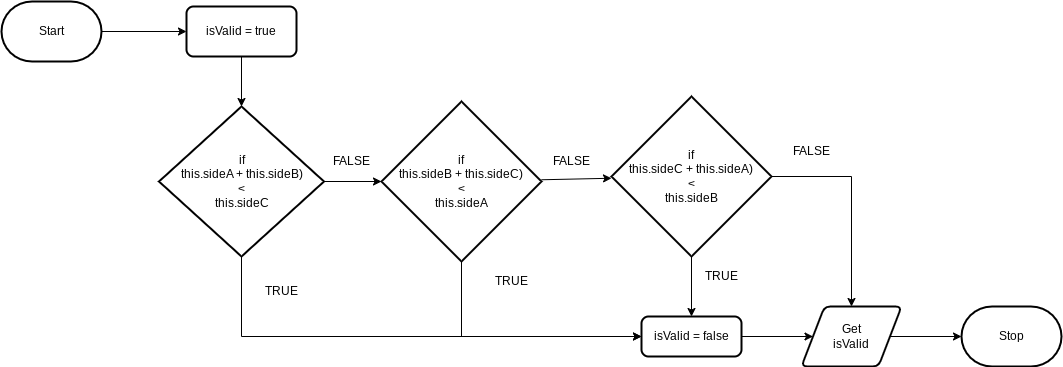 Start
isValid = true
if
this.sideA + this.sideB)
<
this.sideC
FALSE
if
this.sideB + this.sideC)
<
this.sideA
FALSE
if
this.sideC + this.sideA)
<
this.sideB
FALSE
TRUE
TRUE
TRUE
isValid = false
Get
isValid
Stop